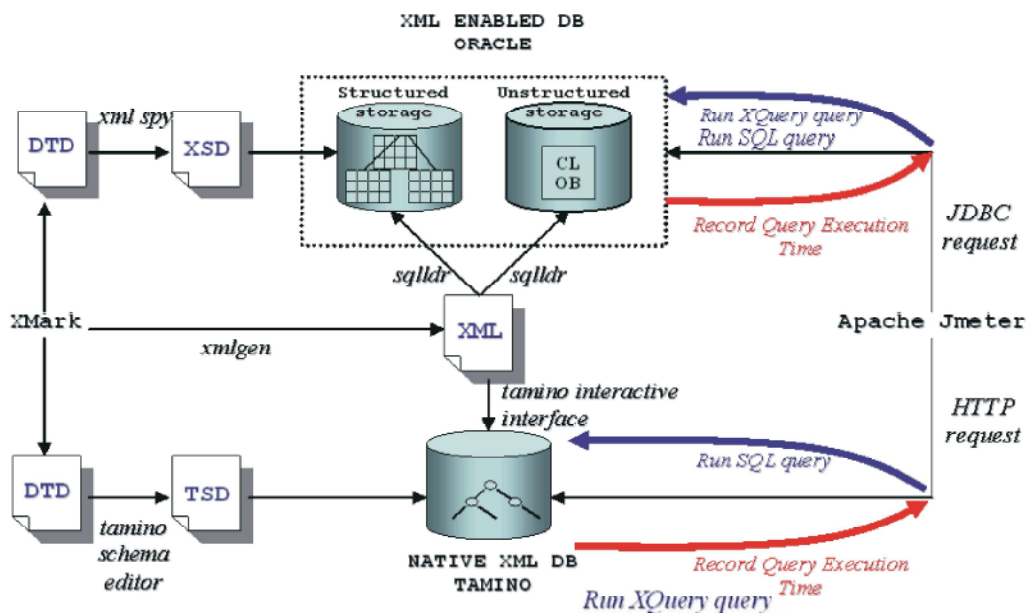 XML ENABLED DB
ORACLE
Structured
storage
Unstructured
storage
xml spy
DTD
XSD
CL
OB
Run XQuery query
Run SQL query
Record Query Execution
Time
JDBC
request
sqlldr
sqlldr
XMark
XML
Apache Jmeter
xmlgen
tamino interactive
interface
HTTP
request
Run SQL query
DTD
TSD
tamino
schema
editor
NATIVE XML DB
TAMINO
Record Query Execution
Time
Run XQuery query